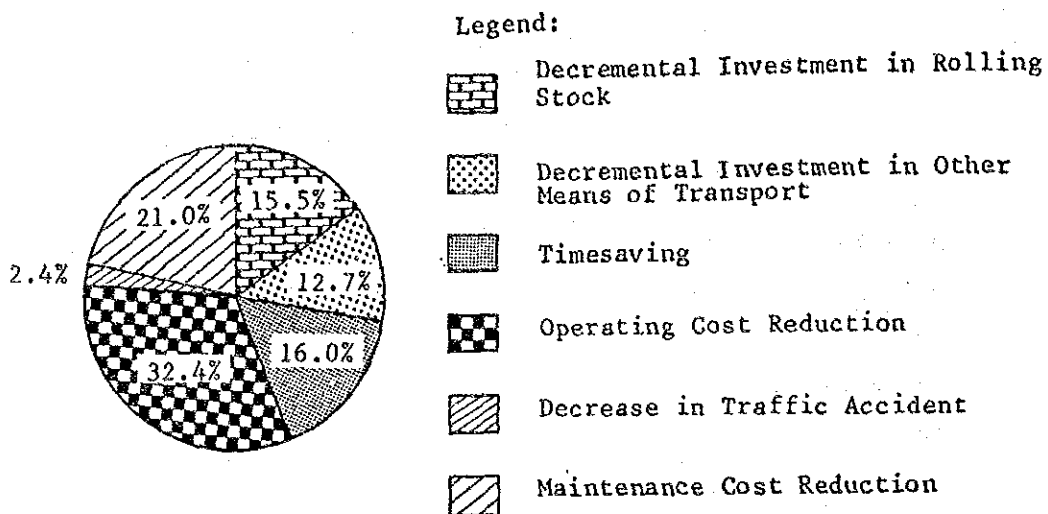 Legend:
Decremental Investment in Rolling
Stock
Decremental Investment in Other
Means of Transport
Timesaving
Operating Cost Reduction
Decrease in Traffic Accident
Maintenance Cost Reduction
21.0%
15.5%
2.4%
12.7%
16.0%
32.4%